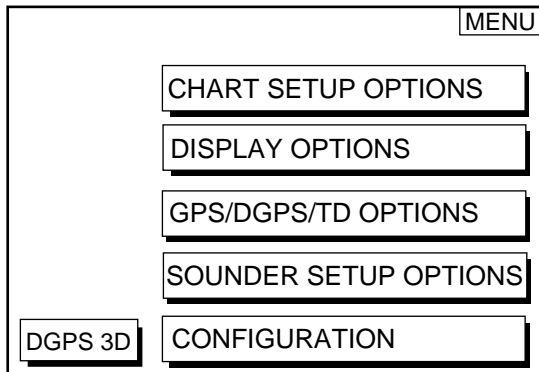 MENU
CHART SETUP OPTIONS
DISPLAY OPTIONS
GPS/DGPS/TD OPTIONS
SOUNDER SETUP OPTIONS
DGPS 3D
CONFIGURATION